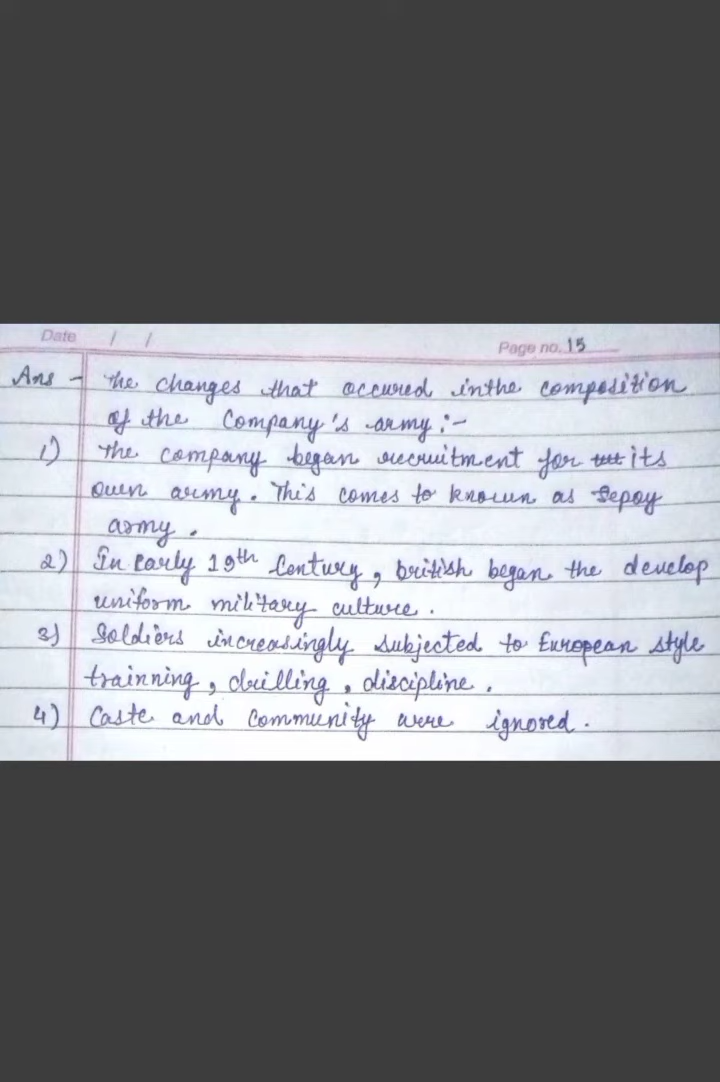 Date / / Page no. 15
Ans - The changes that occured in the composition
of the Company's army :-
1) The company began recruitment for its
own army. This comes to known as Sepoy
army.
2) In early 19th Century, british began the develop
uniform military culture.
3) Soldiers increasingly subjected to European style
trainning, drilling, discipline.
4) Caste and community were ignored.